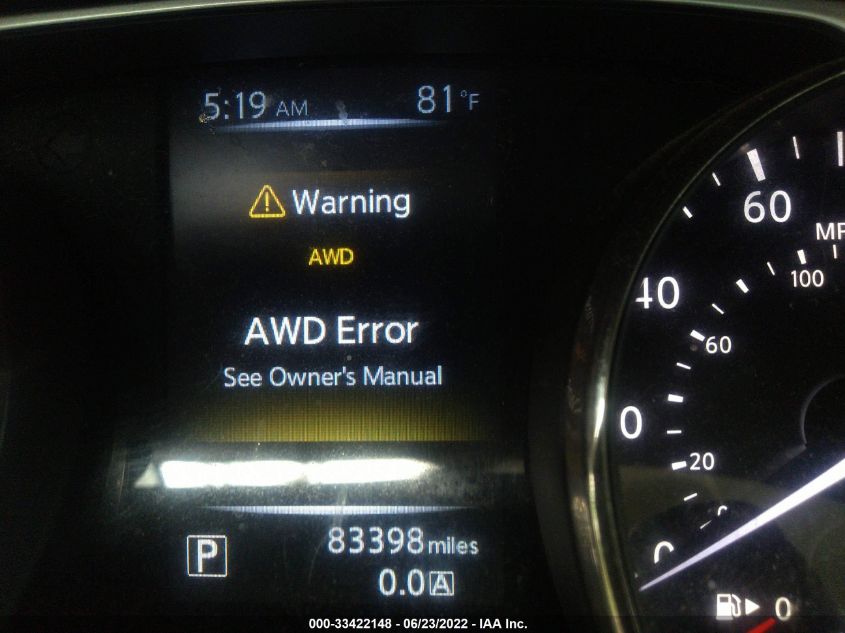 5:19 AM 81°F
Warning
AWD
AWD Error
See Owner's Manual
P 83398 miles
0.0 A
60
100
40
60
20
0
0
000-33422148 - 06/23/2022 - IAA Inc.